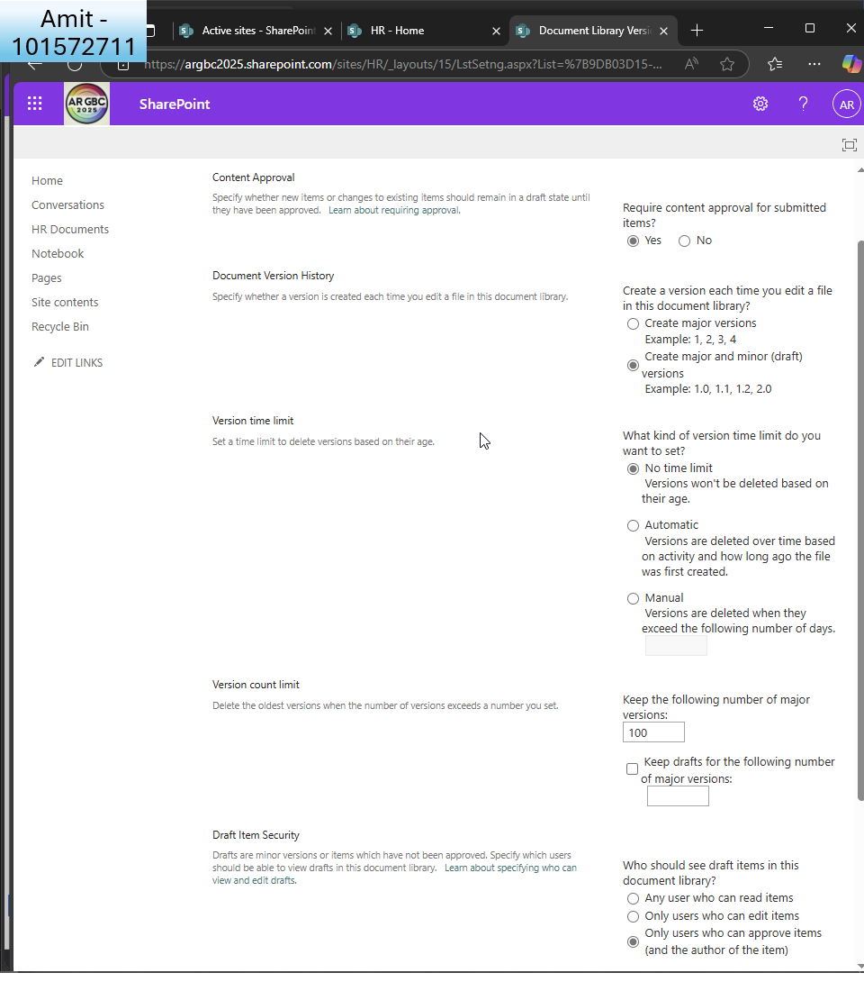 Amit -
101572711
Active sites - SharePoint
HR - Home
Document Library Versi
https://argbc2025.sharepoint.com/sites/HR/_layouts/15/LstSetng.aspx?List=%7B9DB03D15-...
AR GBC
2025
SharePoint
AR
Home
Conversations
HR Documents
Notebook
Pages
Site contents
Recycle Bin
EDIT LINKS
Content Approval
Specify whether new items or changes to existing items should remain in a draft state until
they have been approved. Learn about requiring approval.
Require content approval for submitted
items?
Yes No
Document Version History
Specify whether a version is created each time you edit a file in this document library.
Create a version each time you edit a file
in this document library?
Create major versions
Example: 1, 2, 3, 4
Create major and minor (draft)
versions
Example: 1.0, 1.1, 1.2, 2.0
Version time limit
Set a time limit to delete versions based on their age.
What kind of version time limit do you
want to set?
No time limit
Versions won't be deleted based on
their age.
Automatic
Versions are deleted over time based
on activity and how long ago the file
was first created.
Manual
Versions are deleted when they
exceed the following number of days.
Version count limit
Delete the oldest versions when the number of versions exceeds a number you set.
Keep the following number of major
versions:
100
Keep drafts for the following number
of major versions:
Draft Item Security
Drafts are minor versions or items which have not been approved. Specify which users
should be able to view drafts in this document library. Learn about specifying who can
view and edit drafts.
Who should see draft items in this
document library?
Any user who can read items
Only users who can edit items
Only users who can approve items
(and the author of the item)